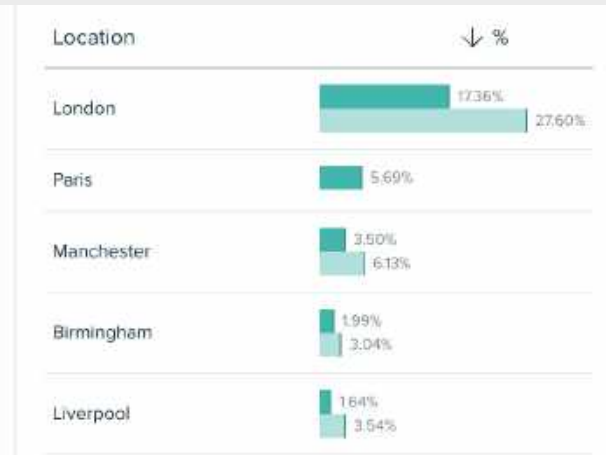 Location ↓ %
London 17.36%
27.60%
Paris 5.69%
Manchester 3.50%
6.13%
Birmingham 1.99%
3.04%
Liverpool 1.64%
3.54%